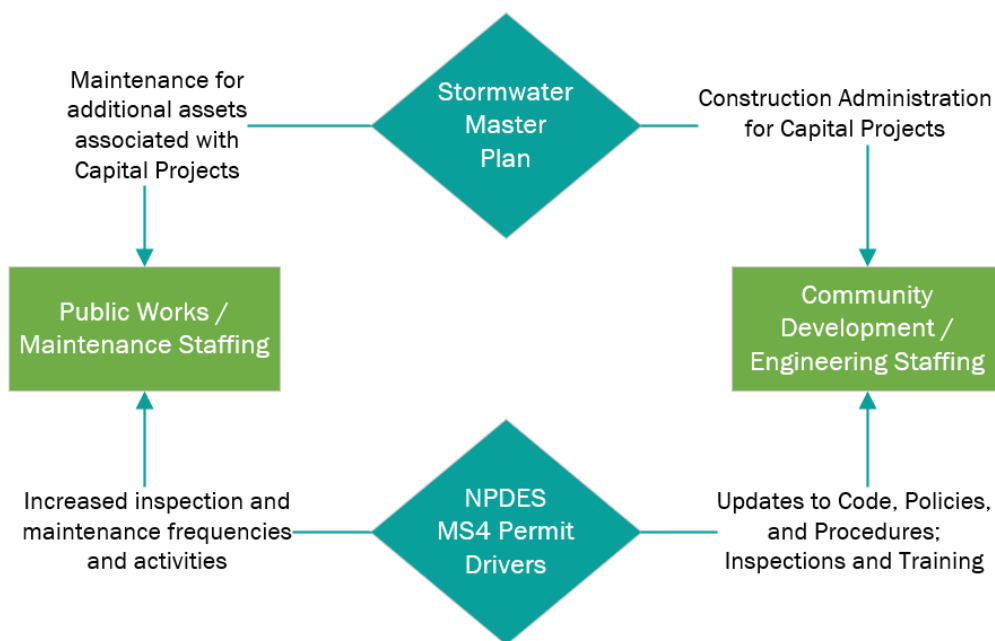 Maintenance for
additional assets
associated with
Capital Projects
Stormwater
Master
Plan
Construction Administration
for Capital Projects
Public Works /
Maintenance Staffing
Community
Development /
Engineering Staffing
Increased inspection and
maintenance frequencies
and activities
NPDES
MS4 Permit
Drivers
Updates to Code, Policies,
and Procedures;
Inspections and Training